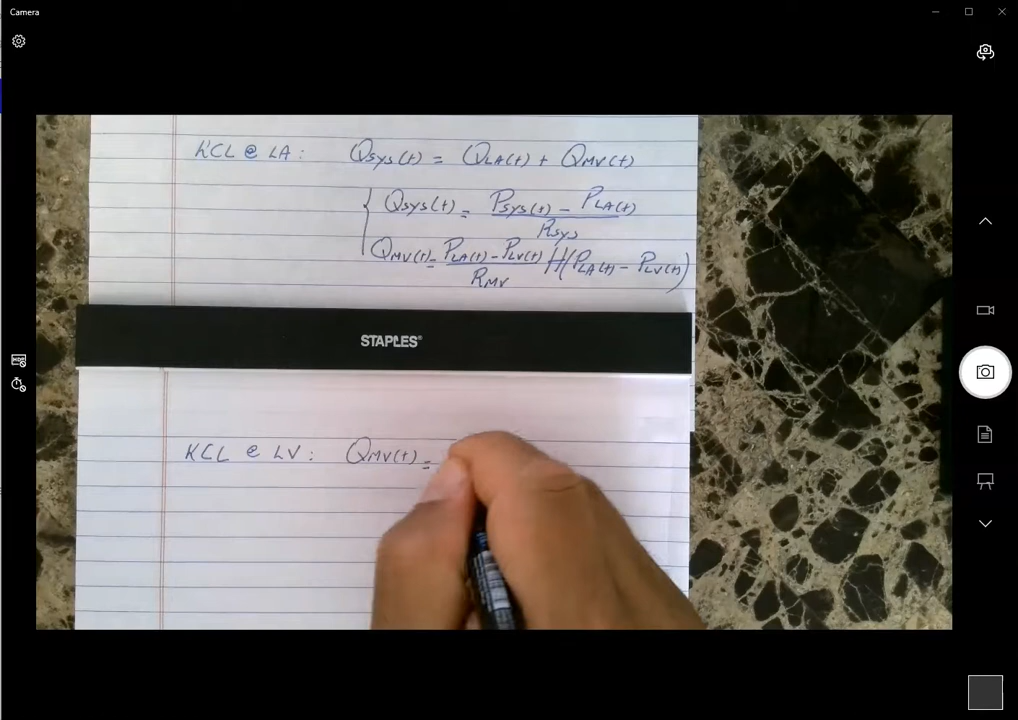 Camera
KCL @ LA: QSYS(t) = QLA(t) + QMV(t)
{ QSYS(t) = PSYS(t) - PLA(t)
RSYS
QMV(t) = PLA(t) - PLV(t) H(PLA(t) - PLV(t))
RMV
STAPLES®
KCL @ LV: QMV(t) =